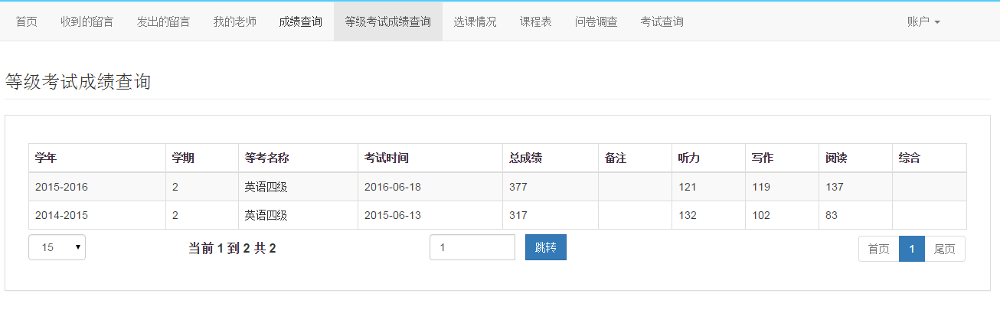 首页 收到的留言 发出的留言 我的老师 成绩查询 等级考试成绩查询 选课情况 课程表 问卷调查 考试查询 账户
等级考试成绩查询
学年 学期 等考名称 考试时间 总成绩 备注 听力 写作 阅读 综合
2015-2016 2 英语四级 2016-06-18 377 121 119 137
2014-2015 2 英语四级 2015-06-13 317 132 102 83
15 当前 1 到 2 共 2 1 跳转 首页 1 尾页